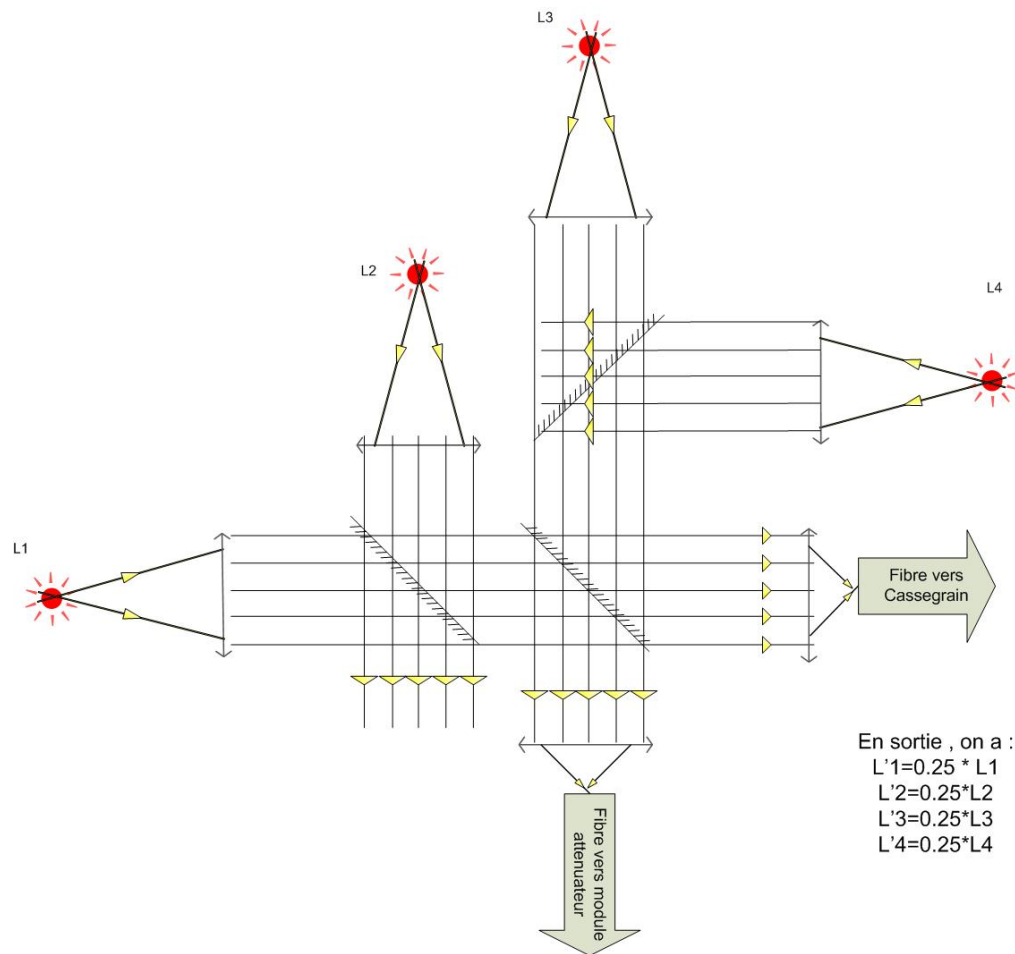 L3
L2
L4
L1
Fibre vers
Cassegrain
En sortie , on a :
L'1=0.25 * L1
L'2=0.25*L2
L'3=0.25*L3
L'4=0.25*L4
Fibre vers module
attenuateur